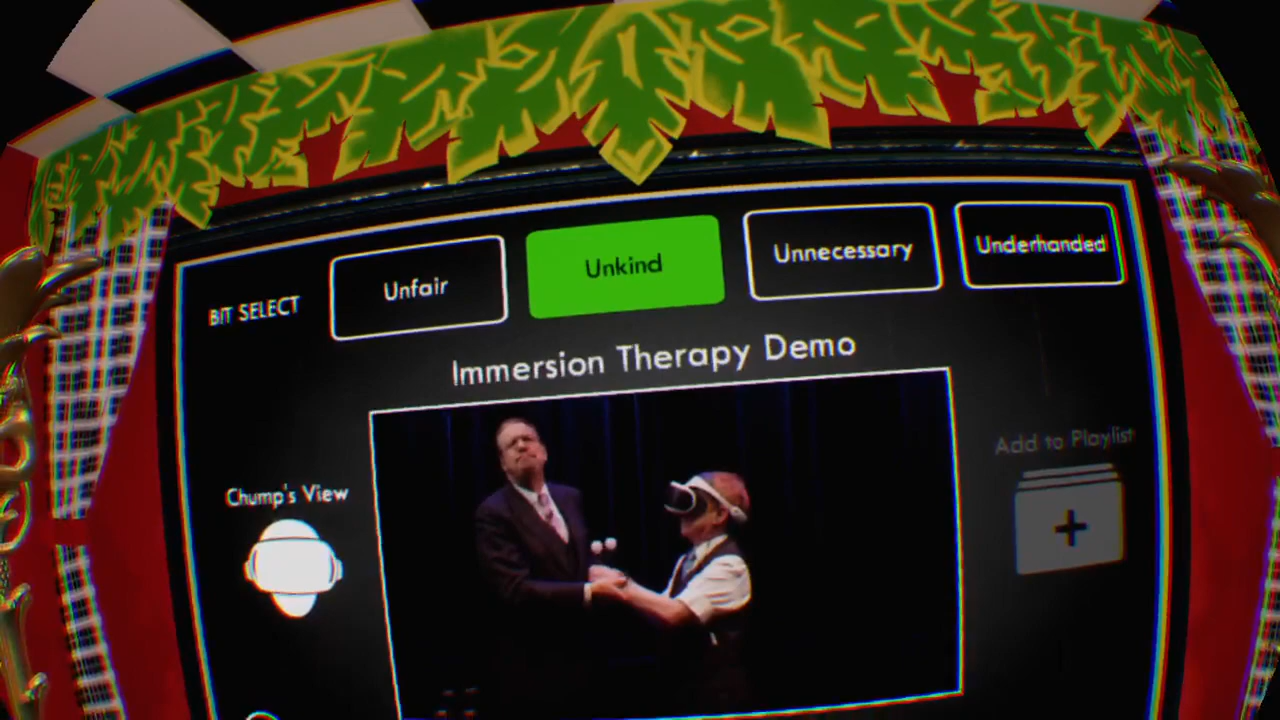 BIT SELECT
Unfair
Unkind
Unnecessary
Underhanded
Immersion Therapy Demo
Chump's View
Add to Playlist